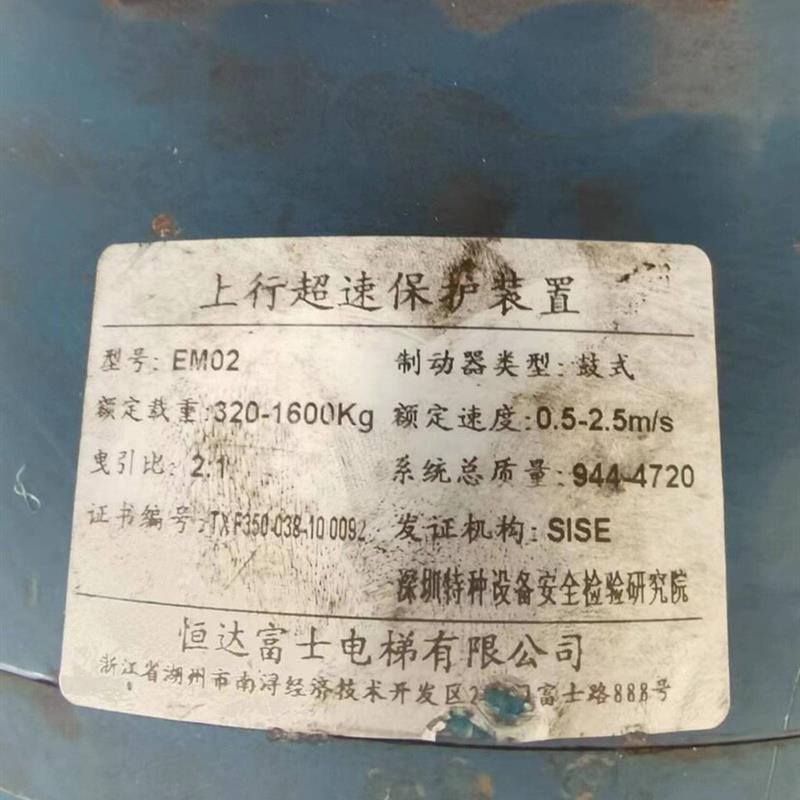 上行超速保护装置
型号: EM02 制动器类型: 鼓式
额定载重:320-1600Kg 额定速度:0.5-2.5m/s
曳引比: 2:1 系统总质量:944-4720
证书编号:TXF350-038-10 0092 发证机构: SISE
深圳特种设备安全检验研究院
恒达富士电梯有限公司
浙江省湖州市南浔经济技术开发区 富士路888号